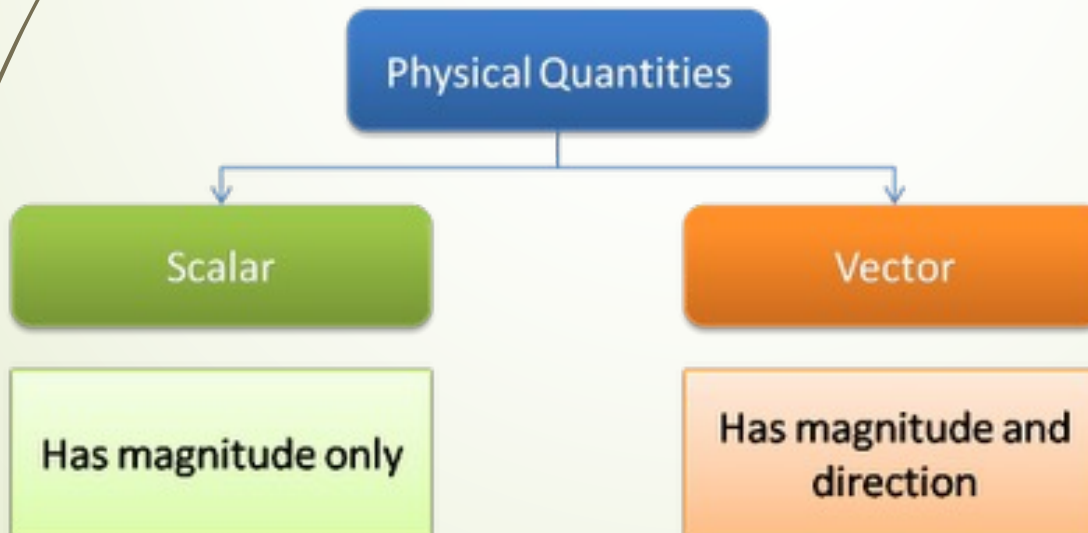 Physical Quantities
Scalar
Vector
Has magnitude only
Has magnitude and
direction